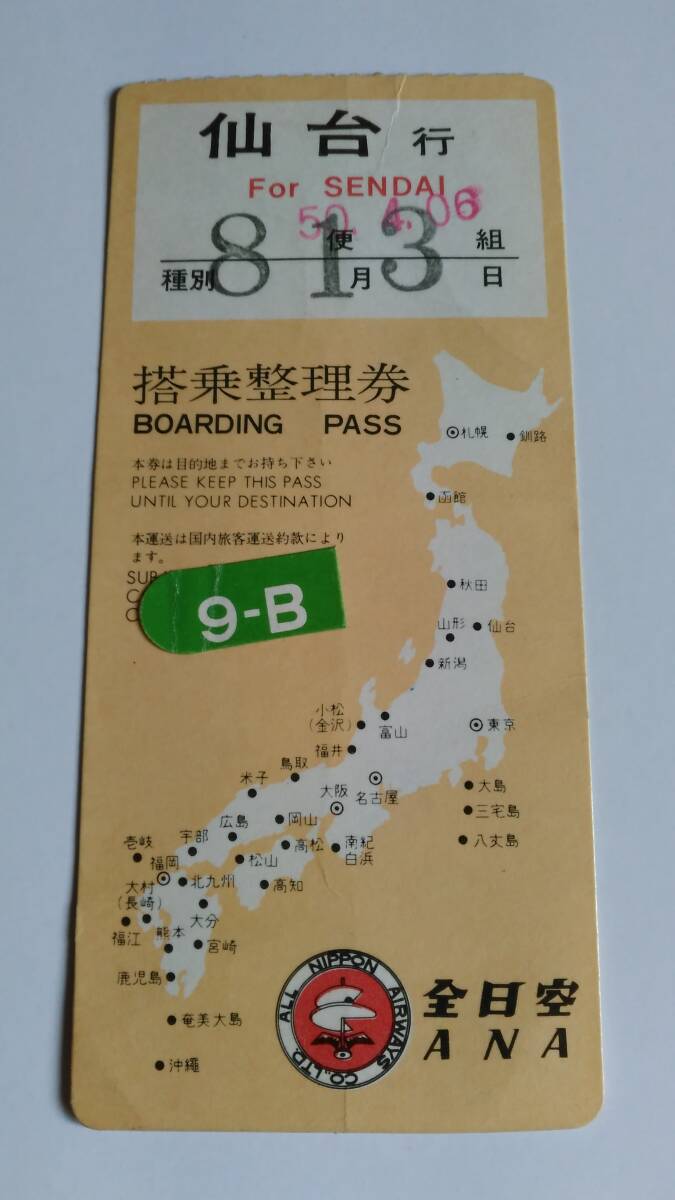 仙台行
For SENDAI
50. 4. 06
813
便 組
種別 月 日
搭乗整理券
BOARDING PASS
本券は目的地までお持ち下さい
PLEASE KEEP THIS PASS
UNTIL YOUR DESTINATION
本運送は国内旅客運送約款により
ます。
9-B
札幌
釧路
函館
秋田
山形
仙台
新潟
小松
(金沢)
富山
東京
福井
鳥取
米子
大阪
名古屋
大島
三宅島
八丈島
広島
岡山
宇部
高松
南紀
白浜
壱岐
福岡
松山
大村
(長崎)
北九州
高知
大分
福江
熊本
宮崎
鹿児島
奄美大島
沖縄
ALL NIPPON AIRWAYS CO., LTD.
全日空
ANA